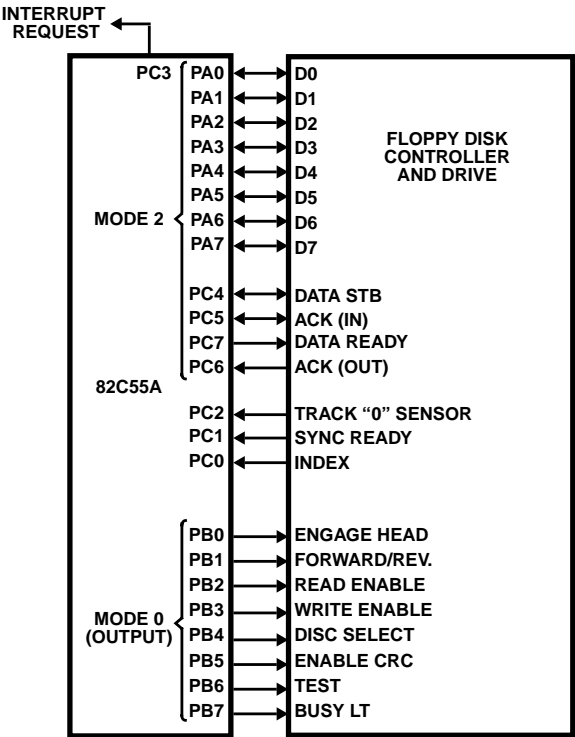 INTERRUPT
REQUEST
PC3 PA0 D0
PA1 D1
PA2 D2
PA3 D3
PA4 D4
PA5 D5
MODE 2 PA6 D6
PA7 D7
FLOPPY DISK
CONTROLLER
AND DRIVE
PC4 DATA STB
PC5 ACK (IN)
PC7 DATA READY
PC6 ACK (OUT)
82C55A
PC2 TRACK “0” SENSOR
PC1 SYNC READY
PC0 INDEX
PB0 ENGAGE HEAD
PB1 FORWARD/REV.
PB2 READ ENABLE
PB3 WRITE ENABLE
MODE 0
(OUTPUT)
PB4 DISC SELECT
PB5 ENABLE CRC
PB6 TEST
PB7 BUSY LT